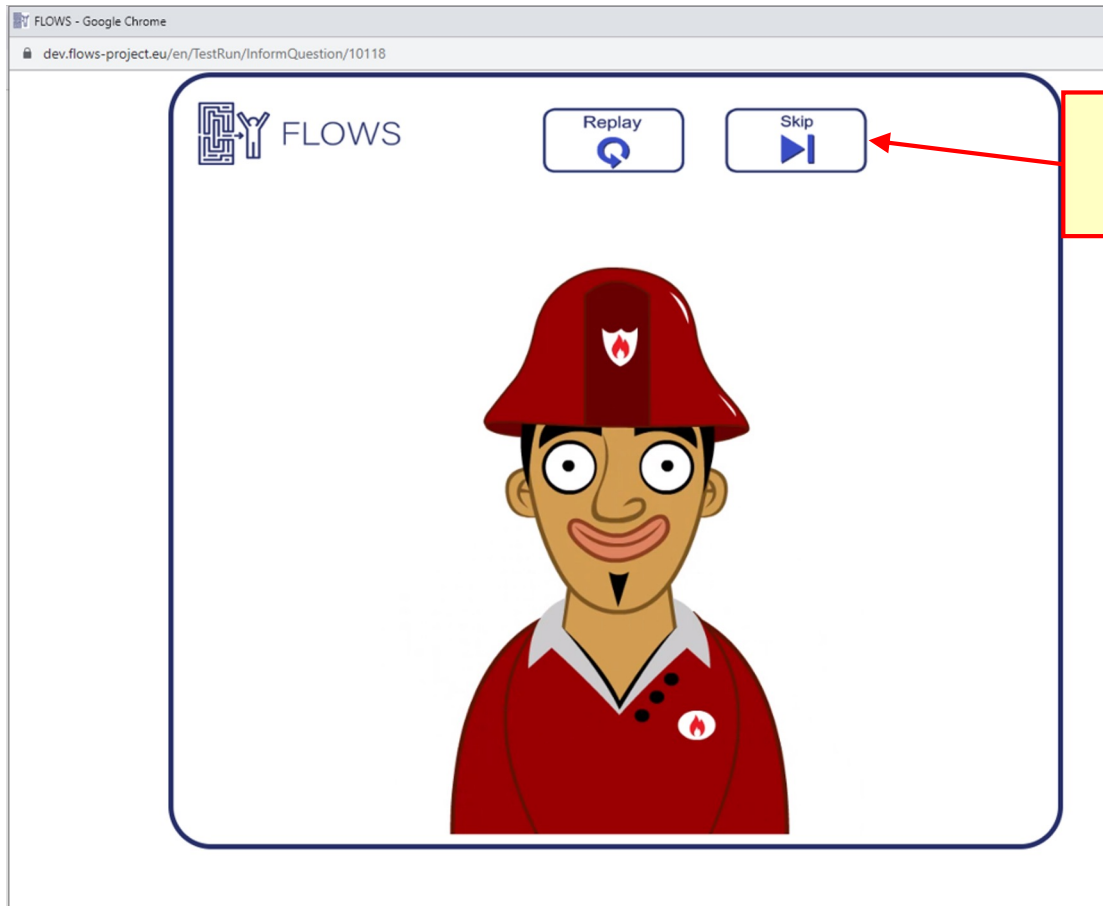 FLOWS - Google Chrome
dev.flows-project.eu/en/TestRun/InformQuestion/10118
FLOWS
Replay
Skip